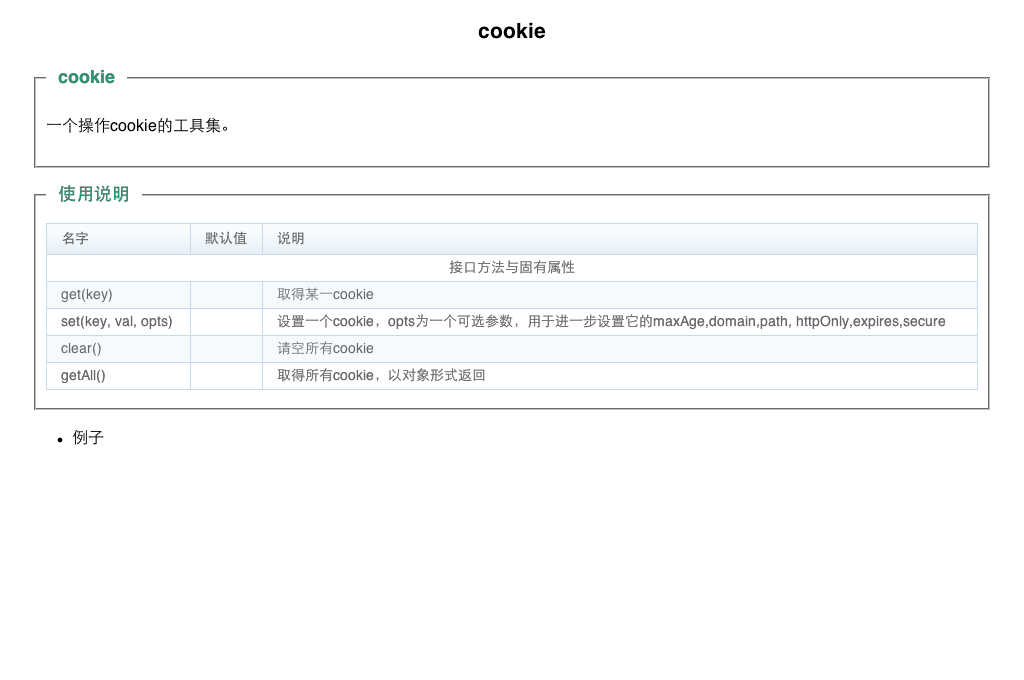 cookie
cookie
一个操作cookie的工具集。
使用说明
名字 默认值 说明
接口方法与固有属性
get(key) 取得某一cookie
set(key, val, opts) 设置一个cookie，opts为一个可选参数，用于进一步设置它的maxAge,domain,path, httpOnly,expires,secure
clear() 请空所有cookie
getAll() 取得所有cookie，以对象形式返回
• 例子